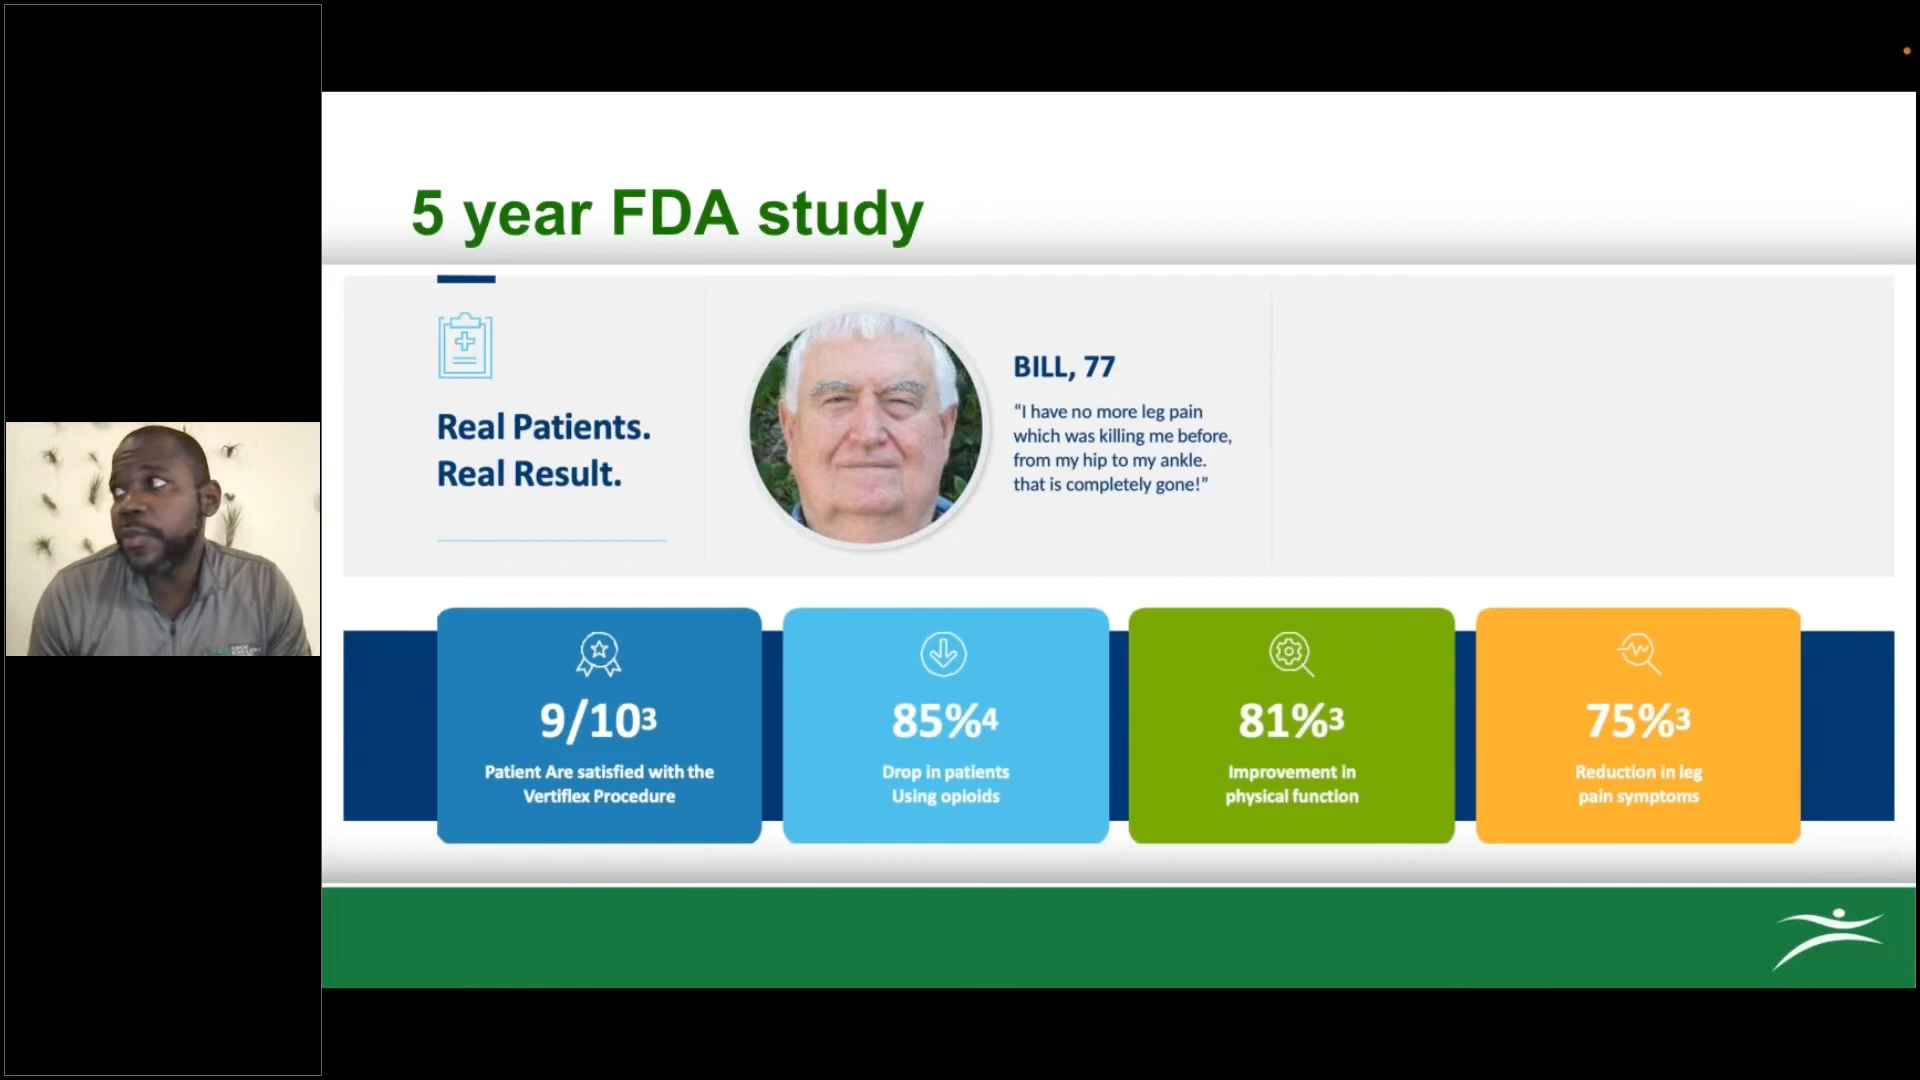 5 year FDA study
Real Patients.
Real Result.
BILL, 77
“I have no more leg pain
which was killing me before,
from my hip to my ankle.
that is completely gone!”
9/10³
Patient Are satisfied with the
Vertiflex Procedure
85%⁴
Drop in patients
Using opioids
81%³
Improvement in
physical function
75%³
Reduction in leg
pain symptoms